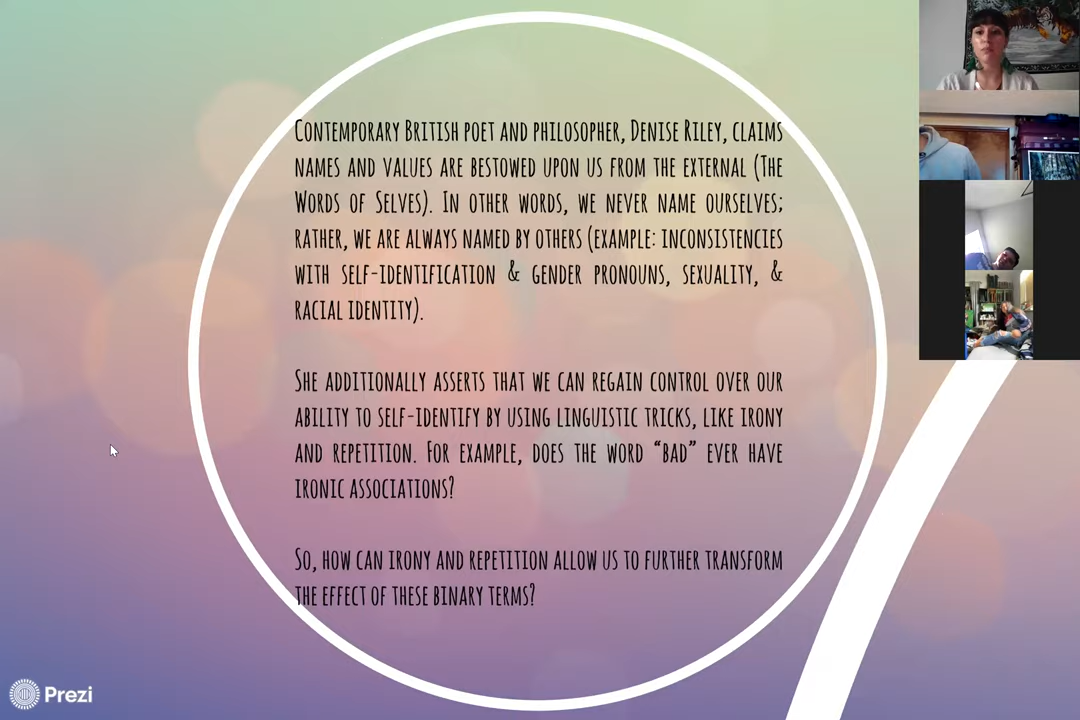 Contemporary British poet and philosopher, Denise Riley, claims
names and values are bestowed upon us from the external (The
Words of Selves). In other words, we never name ourselves;
rather, we are always named by others (example: inconsistencies
with self-identification & gender pronouns, sexuality, &
racial identity).
She additionally asserts that we can regain control over our
ability to self-identify by using linguistic tricks, like irony
and repetition. For example, does the word “bad” ever have
ironic associations?
So, how can irony and repetition allow us to further transform
the effect of these binary terms?
Prezi